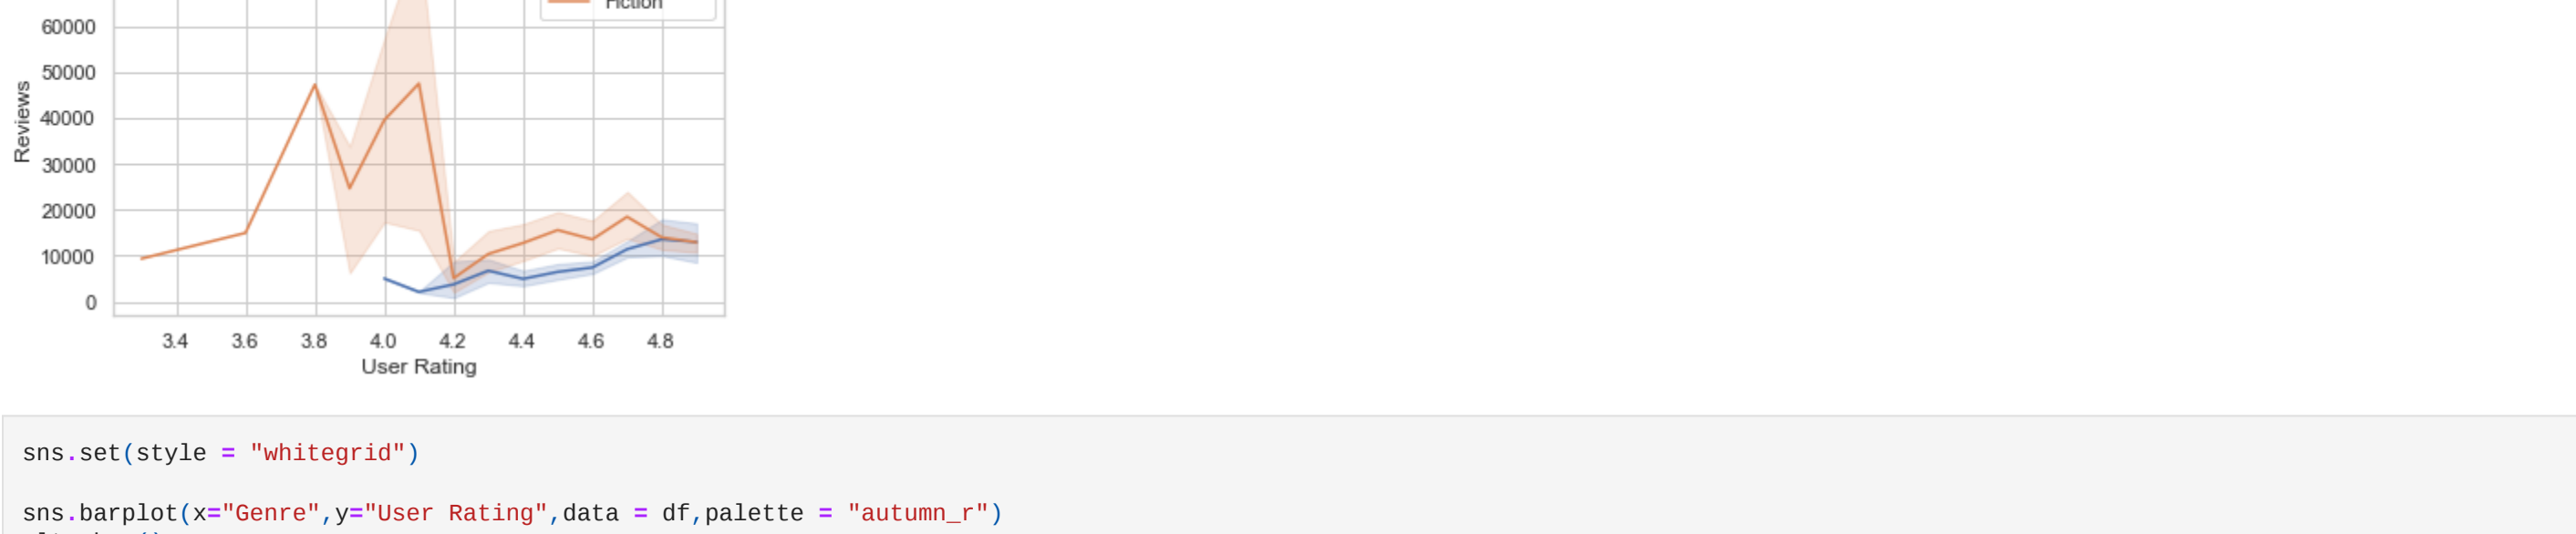 Fiction
60000
50000
40000
30000
20000
10000
0
Reviews
3.4 3.6 3.8 4.0 4.2 4.4 4.6 4.8
User Rating
sns.set(style = "whitegrid")
sns.barplot(x="Genre",y="User Rating",data = df,palette = "autumn_r")